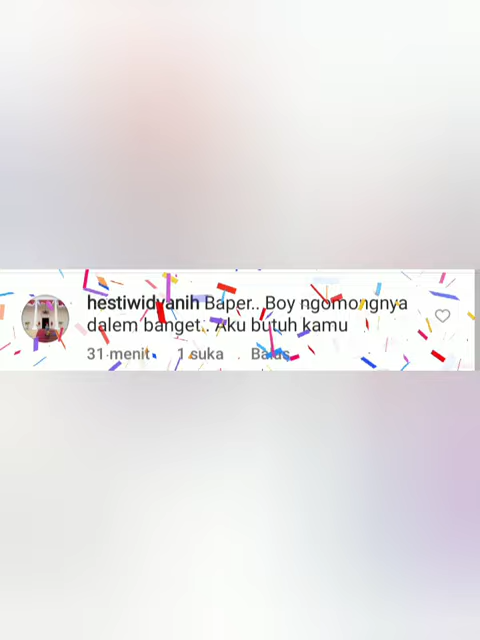 hestiwidyanih Baper.. Boy ngomongnya
dalem banget.. Aku butuh kamu
31 menit 1 suka Balas